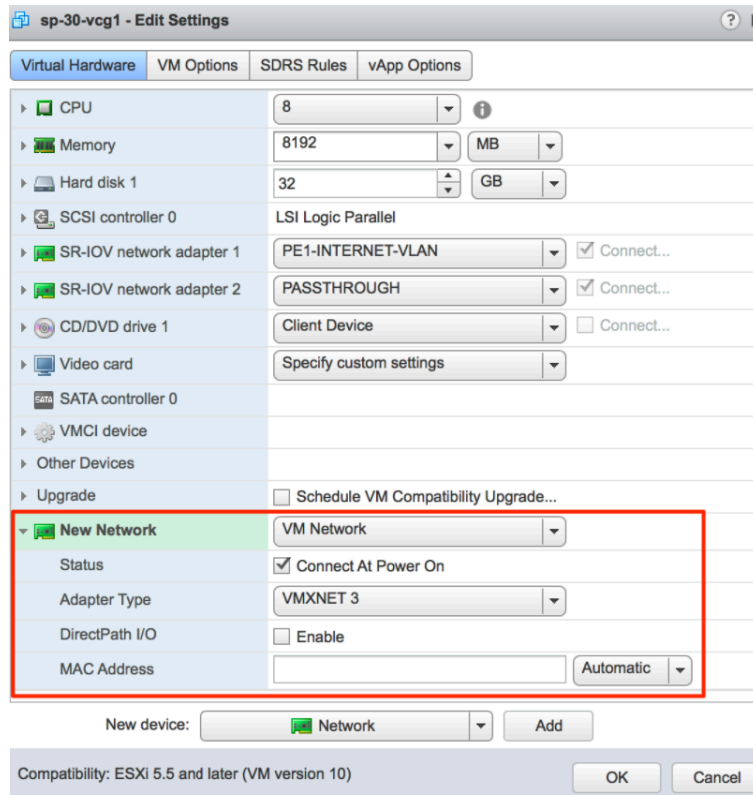 sp-30-vcg1 - Edit Settings ?
Virtual Hardware VM Options SDRS Rules vApp Options
CPU 8
Memory 8192 MB
Hard disk 1 32 GB
SCSI controller 0 LSI Logic Parallel
SR-IOV network adapter 1 PE1-INTERNET-VLAN Connect...
SR-IOV network adapter 2 PASSTHROUGH Connect...
CD/DVD drive 1 Client Device Connect...
Video card Specify custom settings
SATA SATA controller 0
VMCI device
Other Devices
Upgrade Schedule VM Compatibility Upgrade...
New Network VM Network
Status Connect At Power On
Adapter Type VMXNET 3
DirectPath I/O Enable
MAC Address Automatic
New device: Network Add
Compatibility: ESXi 5.5 and later (VM version 10) OK Cancel